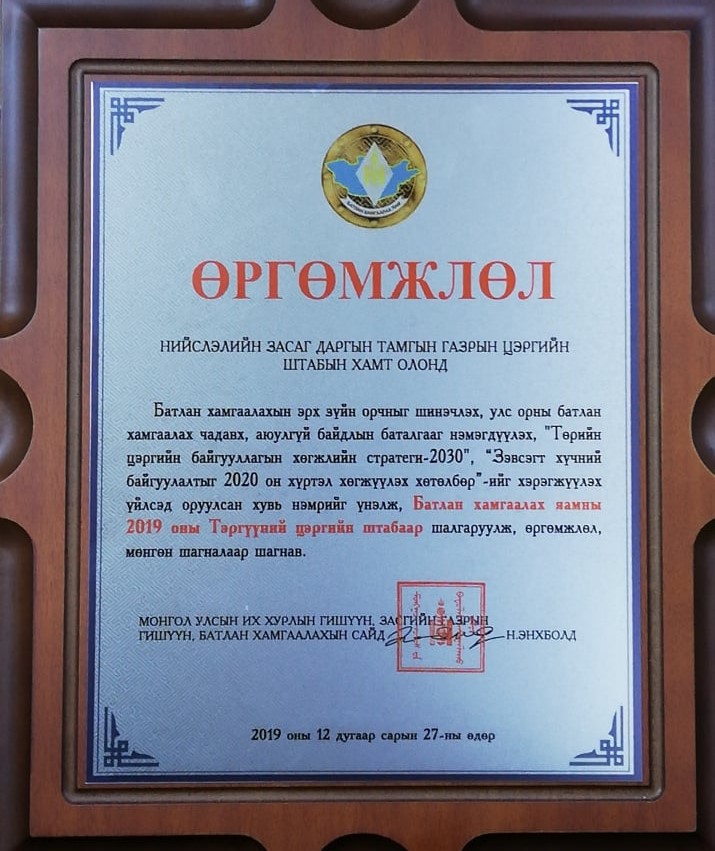 БАТЛАН ХАМГААЛАХ ЯАМ
ӨРГӨМЖЛӨЛ
НИЙСЛЭЛИЙН ЗАСАГ ДАРГЫН ТАМГЫН ГАЗРЫН ЦЭРГИЙН
ШТАБЫН ХАМТ ОЛОНД
Батлан хамгаалахын эрх зүйн орчныг шинэчлэх, улс орны батлан
хамгаалах чадавх, аюулгүй байдлын баталгааг нэмэгдүүлэх, "Төрийн
цэргийн байгууллагын хөгжлийн стратеги-2030", “Зэвсэгт хүчний
байгуулалтыг 2020 он хүртэл хөгжүүлэх хөтөлбөр”-ийг хэрэгжүүлэх
үйлсэд оруулсан хувь нэмрийг үнэлж, Батлан хамгаалах яамны
2019 оны Тэргүүний цэргийн штабаар шалгаруулж, өргөмжлөл,
мөнгөн шагналаар шагнав.
МОНГОЛ УЛСЫН ИХ ХУРЛЫН ГИШҮҮН, ЗАСГИЙН ГАЗРЫН
ГИШҮҮН, БАТЛАН ХАМГААЛАХЫН САЙД Н.ЭНХБОЛД
2019 оны 12 дугаар сарын 27-ны өдөр